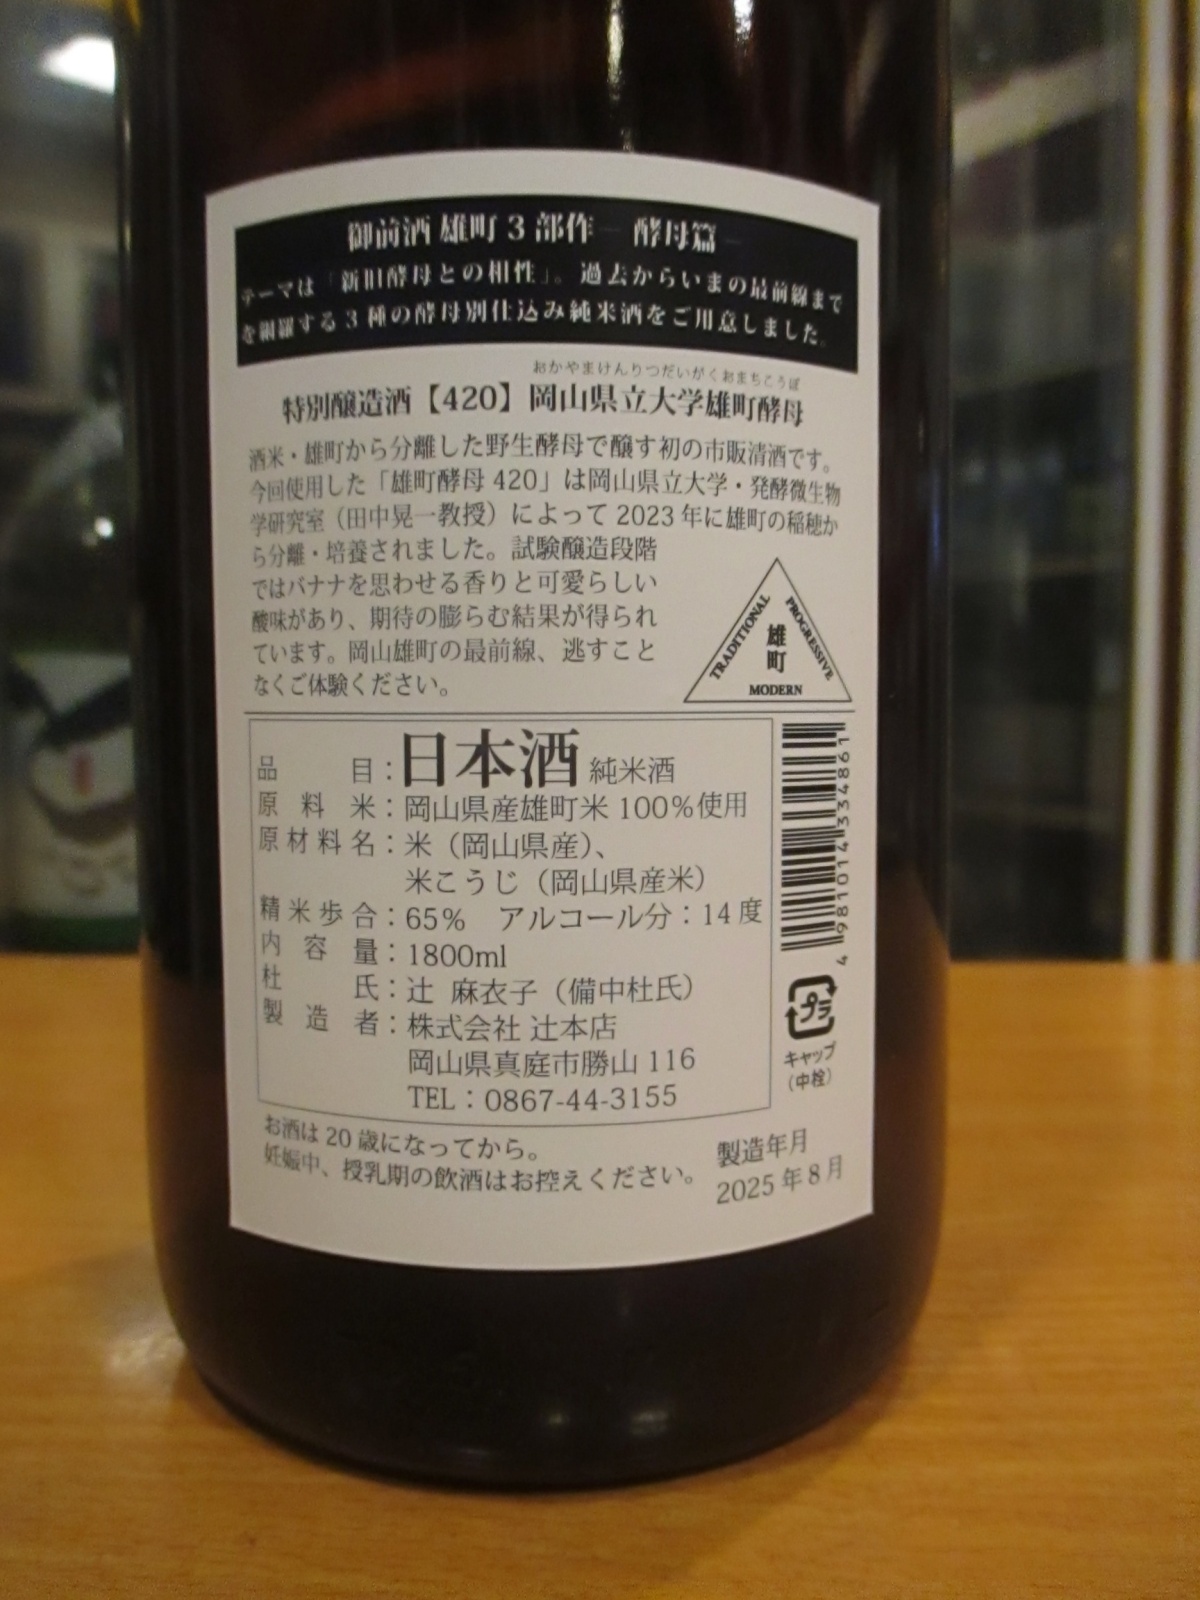 御前酒 雄町 3 部作 ― 酵母篇 ―
テーマは「新旧酵母との相性」。過去からいまの最前線まで
を網羅する 3 種の酵母別仕込み純米酒をご用意しました。
おかやまけんりつだいがくおまちこうぼ
特別醸造酒【420】岡山県立大学雄町酵母
酒米・雄町から分離した野生酵母で醸す初の市販清酒です。
今回使用した「雄町酵母 420」は岡山県立大学・発酵微生物
学研究室（田中晃一教授）によって 2023 年に雄町の稲穂か
ら分離・培養されました。試験醸造段階
ではバナナを思わせる香りと可愛らしい
酸味があり、期待の膨らむ結果が得られ
ています。岡山雄町の最前線、逃すこと
なくご体験ください。
TRADITIONAL
PROGRESSIVE
雄町
MODERN
品目：日本酒 純米酒
原料米：岡山県産雄町米 100％使用
原材料名：米（岡山県産）、
米こうじ（岡山県産米）
精米歩合：65％ アルコール分：14 度
内容量：1800ml
杜氏：辻 麻衣子（備中杜氏）
製造者：株式会社 辻本店
岡山県真庭市勝山 116
TEL：0867-44-3155
4 981014 334861
プラ
キャップ
（中栓）
お酒は 20 歳になってから。
妊娠中、授乳期の飲酒はお控えください。
製造年月
2025 年 8 月